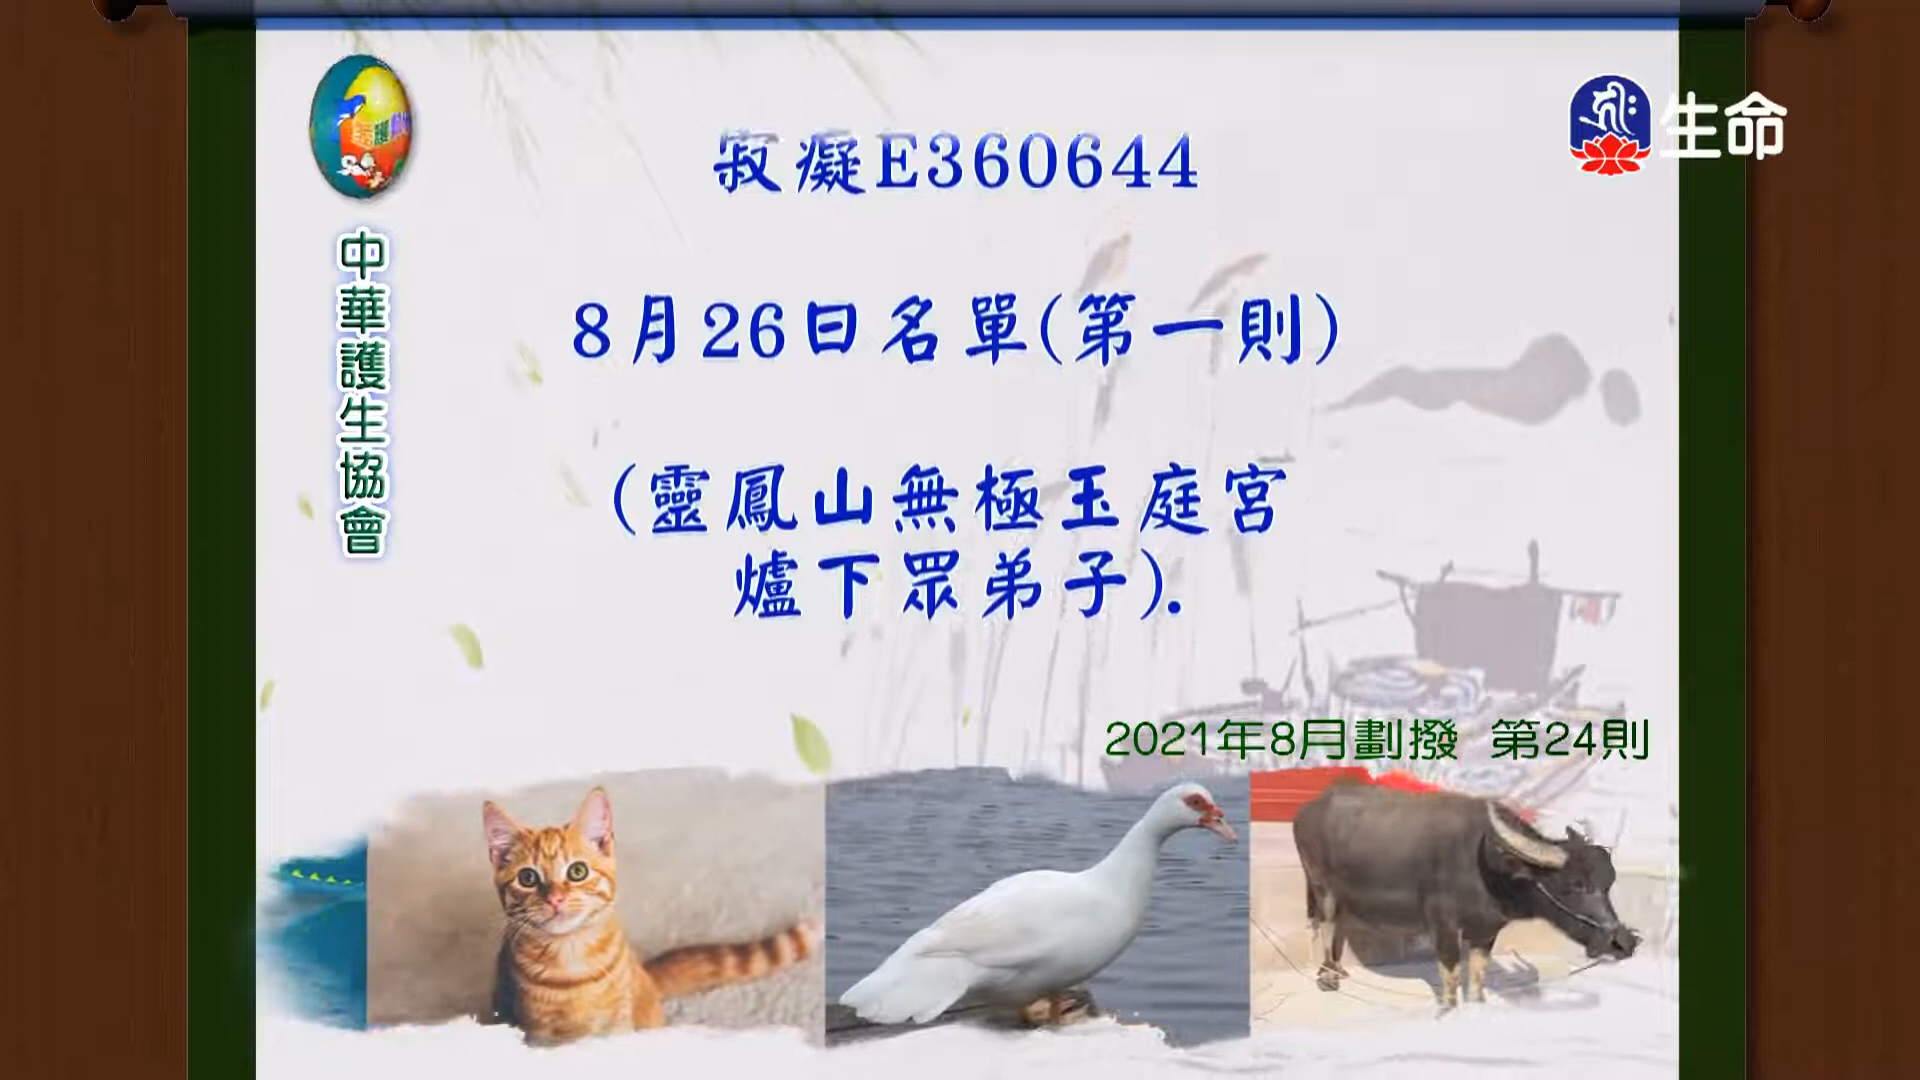 生命
中華護生協會
寂癡E360644
8月26日名單(第一則)
(靈鳳山無極玉庭宮
爐下眾弟子).
2021年8月劃撥 第24則